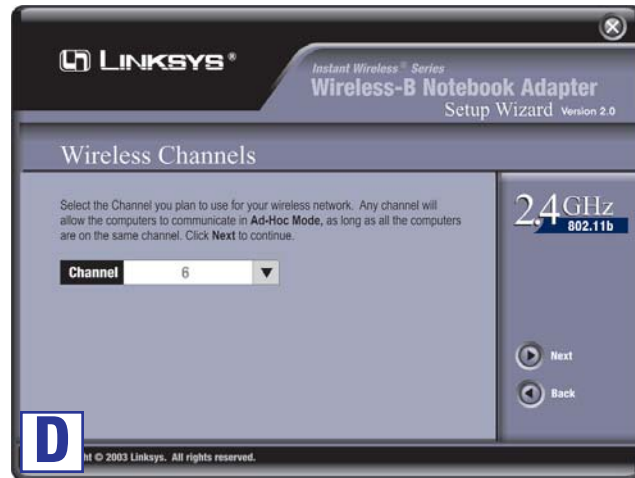 LINKSYS®
Instant Wireless® Series
Wireless-B Notebook Adapter
Setup Wizard Version 2.0
Wireless Channels
Select the Channel you plan to use for your wireless network. Any channel will
allow the computers to communicate in Ad-Hoc Mode, as long as all the computers
are on the same channel. Click Next to continue.
Channel 6
2,4GHz
802.11b
Next
Back
D
ht © 2003 Linksys. All rights reserved.